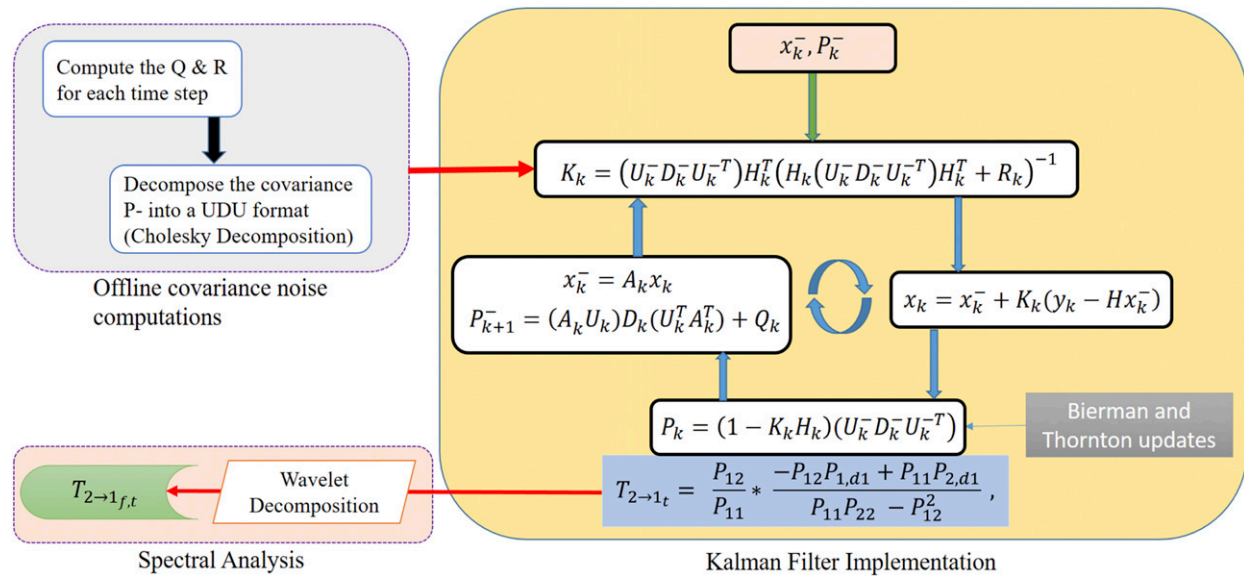 Compute the Q & R
for each time step
Decompose the covariance
P- into a UDU format
(Cholesky Decomposition)
Offline covariance noise
computations
x_k^-, P_k^-
K_k = (U_k^- D_k^- U_k^{-T}) H_k^T (H_k (U_k^- D_k^- U_k^{-T}) H_k^T + R_k)^{-1}
x_k^- = A_k x_k
P_{k+1}^- = (A_k U_k) D_k (U_k^T A_k^T) + Q_k
x_k = x_k^- + K_k (y_k − H x_k^-)
P_k = (1 − K_k H_k)(U_k^- D_k^- U_k^{-T})
Bierman and
Thornton updates
T_{2→1_t} = \frac{P_{12}}{P_{11}} * \frac{-P_{12} P_{1,d1} + P_{11} P_{2,d1}}{P_{11} P_{22} − P_{12}^2} ,
Wavelet
Decomposition
T_{2→1_{f,t}}
Spectral Analysis
Kalman Filter Implementation